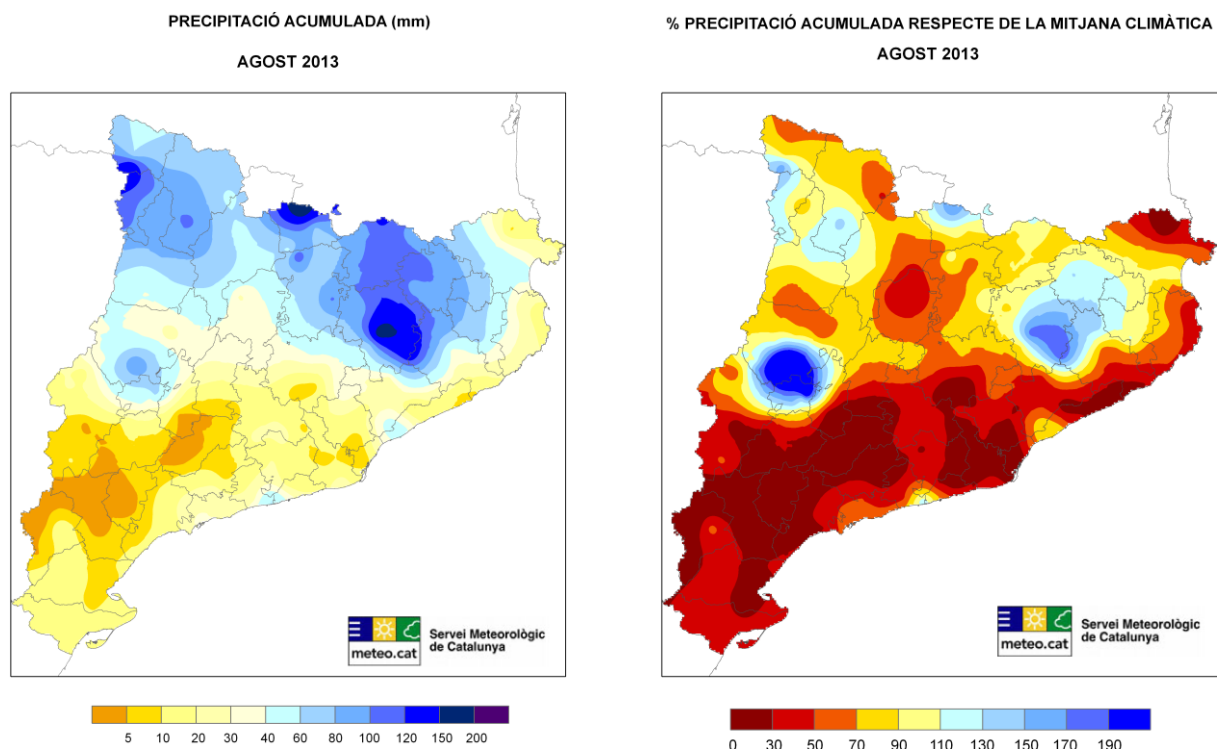 PRECIPITACIÓ ACUMULADA (mm)
AGOST 2013
Servei Meteorològic
de Catalunya
meteo.cat
5 10 20 30 40 60 80 100 120 150 200
% PRECIPITACIÓ ACUMULADA RESPECTE DE LA MITJANA CLIMÀTICA
AGOST 2013
Servei Meteorològic
de Catalunya
meteo.cat
0 30 50 70 90 110 130 150 170 190